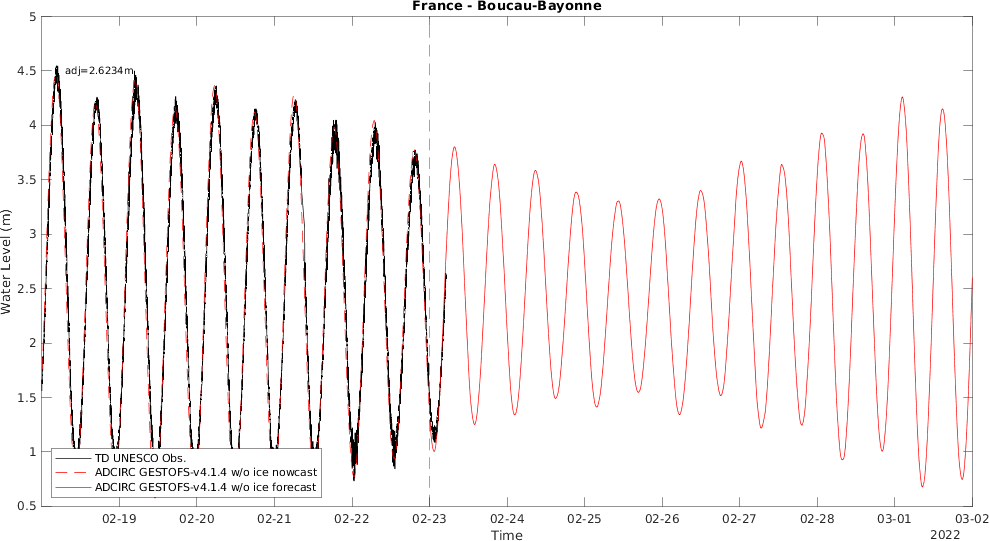 France - Boucau-Bayonne
adj=2.6234m
5
4.5
4
3.5
3
2.5
2
1.5
1
0.5
Water Level (m)
TD UNESCO Obs.
ADCIRC GESTOFS-v4.1.4 w/o ice nowcast
ADCIRC GESTOFS-v4.1.4 w/o ice forecast
02-19 02-20 02-21 02-22 02-23 02-24 02-25 02-26 02-27 02-28 03-01 03-02
Time
2022